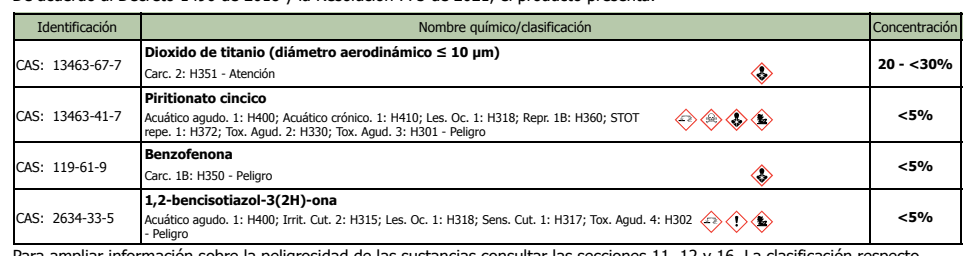 De acuerdo al Decreto 1496 de 2018 y la Resolución 773 de 2021, el producto presenta:
Identificación Nombre químico/clasificación Concentración
CAS: 13463-67-7 Dioxido de titanio (diámetro aerodinámico ≤ 10 µm) 20 - <30%
Carc. 2: H351 - Atención
CAS: 13463-41-7 Piritionato cincico <5%
Acuático agudo. 1: H400; Acuático crónico. 1: H410; Les. Oc. 1: H318; Repr. 1B: H360; STOT
repe. 1: H372; Tox. Agud. 2: H330; Tox. Agud. 3: H301 - Peligro
CAS: 119-61-9 Benzofenona <5%
Carc. 1B: H350 - Peligro
CAS: 2634-33-5 1,2-bencisotiazol-3(2H)-ona <5%
Acuático agudo. 1: H400; Irrit. Cut. 2: H315; Les. Oc. 1: H318; Sens. Cut. 1: H317; Tox. Agud. 4: H302
- Peligro
Para ampliar información sobre la peligrosidad de las sustancias consultar las secciones 11, 12 y 16. La clasificación respecto